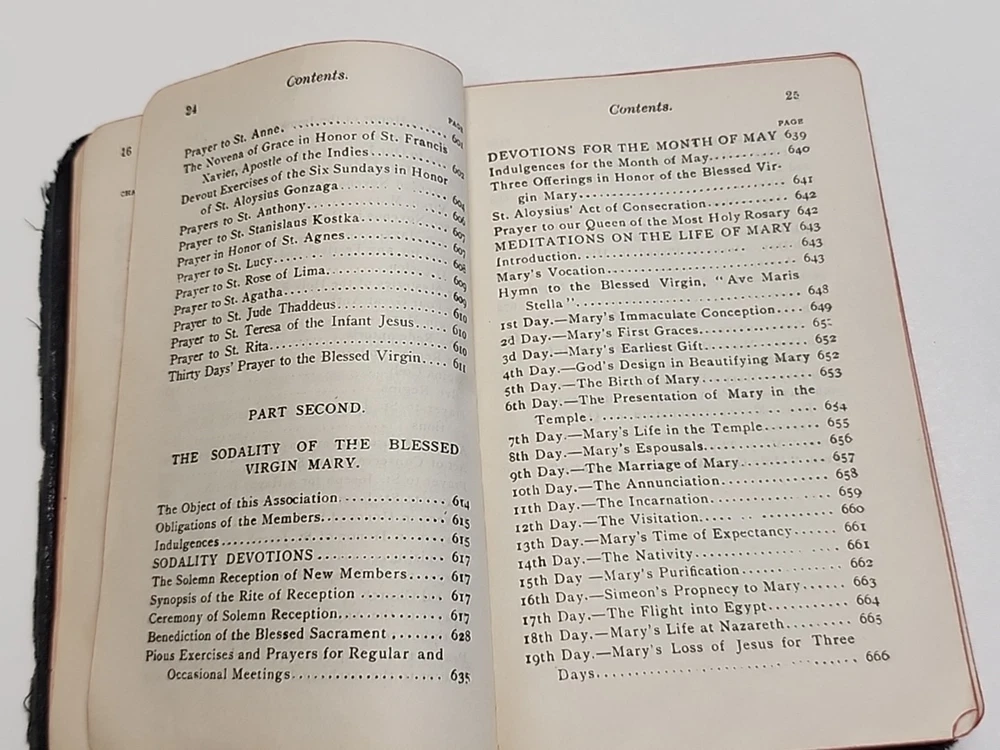 16
CHA
24
Contents.
PAGE
Prayer to St. Anne. 601
The Novena of Grace in Honor of St. Francis
Xavier, Apostle of the Indies 602
Devout Exercises of the Six Sundays in Honor
of St. Aloysius Gonzaga 604
Prayers to St. Anthony 606
Prayer to St. Stanislaus Kostka 607
Prayer in Honor of St. Agnes 607
Prayer to St. Lucy 608
Prayer to St. Rose of Lima 609
Prayer to St. Agatha 609
Prayer to St. Jude Thaddeus 610
Prayer to St. Teresa of the Infant Jesus 610
Prayer to St. Rita 610
Thirty Days' Prayer to the Blessed Virgin 611
PART SECOND.
THE SODALITY OF THE BLESSED
VIRGIN MARY.
The Object of this Association 614
Obligations of the Members 615
Indulgences 615
SODALITY DEVOTIONS 617
The Solemn Reception of New Members 617
Synopsis of the Rite of Reception 617
Ceremony of Solemn Reception 617
Benediction of the Blessed Sacrament 628
Pious Exercises and Prayers for Regular and
Occasional Meetings 635
Contents.
25
PAGE
DEVOTIONS FOR THE MONTH OF MAY 639
Indulgences for the Month of May 640
Three Offerings in Honor of the Blessed Vir-
gin Mary 641
St. Aloysius' Act of Consecration 642
Prayer to our Queen of the Most Holy Rosary 642
MEDITATIONS ON THE LIFE OF MARY 643
Introduction 643
Mary's Vocation 643
Hymn to the Blessed Virgin, "Ave Maris
Stella" 648
1st Day.—Mary's Immaculate Conception 649
2d Day.—Mary's First Graces
3d Day.—Mary's Earliest Gift 652
4th Day.—God's Design in Beautifying Mary 652
5th Day.—The Birth of Mary 653
6th Day.—The Presentation of Mary in the
Temple 654
7th Day.—Mary's Life in the Temple 655
8th Day.—Mary's Espousals 656
9th Day.—The Marriage of Mary 657
10th Day.—The Annunciation 658
11th Day.—The Incarnation 659
12th Day.—The Visitation 660
13th Day.—Mary's Time of Expectancy 661
14th Day.—The Nativity 661
15th Day —Mary's Purification 662
16th Day.—Simeon's Propnecy to Mary 663
17th Day.—The Flight into Egypt 664
18th Day.—Mary's Life at Nazareth 665
19th Day.—Mary's Loss of Jesus for Three
Days 666